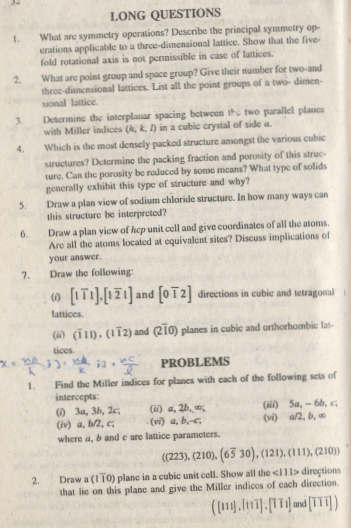 LONG QUESTIONS
1. What are symmetry operations? Describe the principal symmetry op-
erations applicable to a three-dimensional lattice. Show that the five-
fold rotational axis is not permissible in case of lattices.
2. What are point group and space group? Give their number for two-and
three-dimensional lattices. List all the point groups of a two- dimen-
sional lattice.
3. Determine the interplanar spacing between the two parallel planes
with Miller indices (h, k, l) in a cubic crystal of side a.
4. Which is the most densely packed structure amongst the various cubic
structures? Determine the packing fraction and porosity of this struc-
ture. Can the porosity be reduced by some means? What type of solids
generally exhibit this type of structure and why?
5. Draw a plan view of sodium chloride structure. In how many ways can
this structure be interpreted?
6. Draw a plan view of hcp unit cell and give coordinates of all the atoms.
Are all the atoms located at equivalent sites? Discuss implications of
your answer.
7. Draw the following:
(i) [1 1̅ 1], [1 2̅ 1] and [0 1̅ 2] directions in cubic and tetragonal
lattices.
(ii) (1̅ 1 1), (1 1̅ 2) and (2 1̅ 0) planes in cubic and orthorhombic lat-
tices.
PROBLEMS
1. Find the Miller indices for planes with each of the following sets of
intercepts:
(i) 3a, 3b, 2c; (ii) a, 2b, ∞; (iii) 5a, – 6b, c;
(iv) a, b/2, c; (vi) a, b,-c; (vi) a/2, b, ∞
where a, b and c are lattice parameters.
((223), (210), (6 5̅ 30), (121), (111), (210))
2. Draw a (1 1̅ 0) plane in a cubic unit cell. Show all the <111> directions
that lie on this plane and give the Miller indices of each direction.